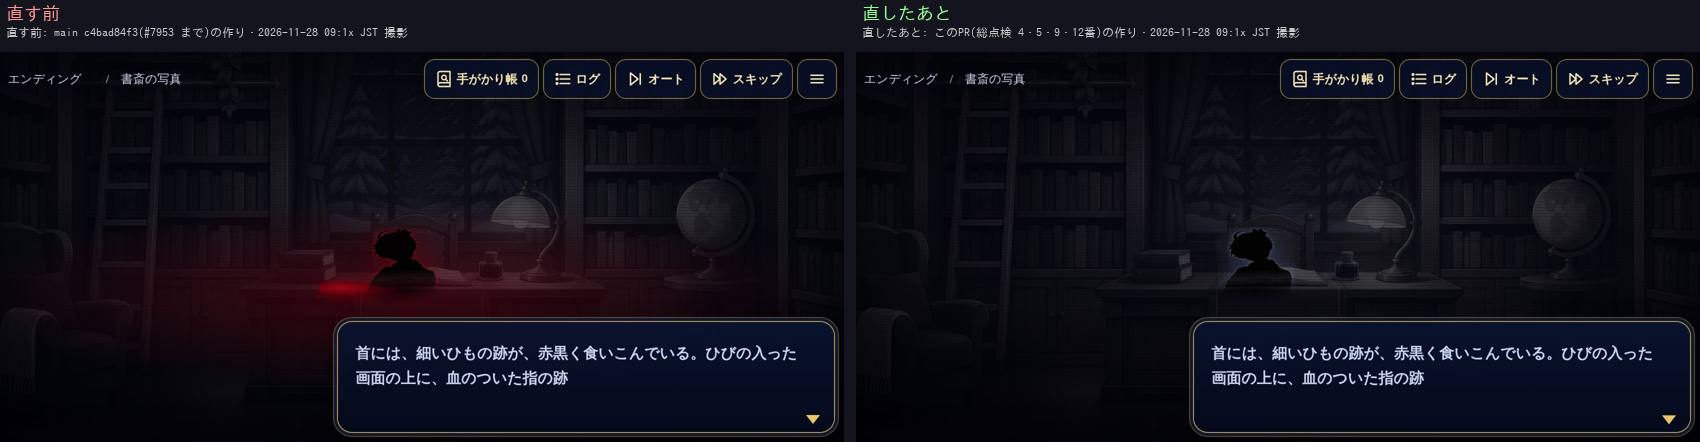 直す前
直す前: main c4bad84f3(#7953 まで)の作り・2026-11-28 09:1x JST 撮影
エンディング / 書斎の写真
手がかり帳 0
ログ
オート
スキップ
首には、細いひもの跡が、赤黒く食いこんでいる。ひびの入った
画面の上に、血のついた指の跡
直したあと
直したあと: このPR(総点検 4・5・9・12番)の作り・2026-11-28 09:1x JST 撮影
エンディング / 書斎の写真
手がかり帳 0
ログ
オート
スキップ
首には、細いひもの跡が、赤黒く食いこんでいる。ひびの入った
画面の上に、血のついた指の跡